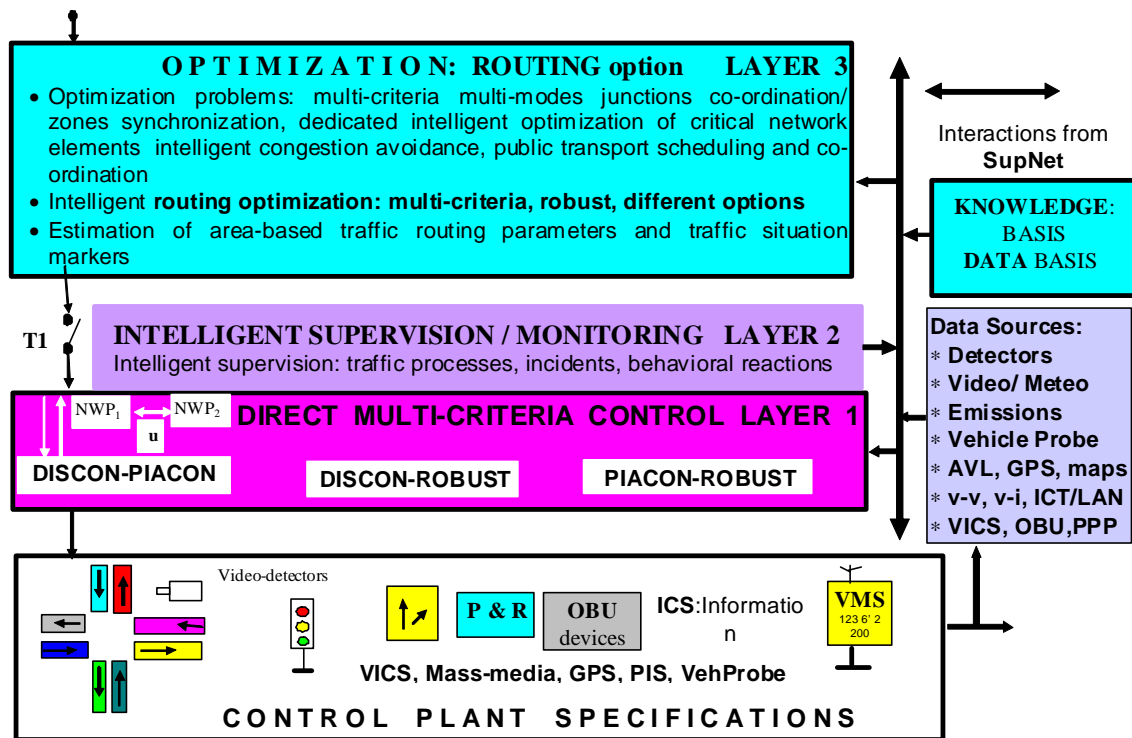 O P T I M I Z A T I O N: ROUTING option LAYER 3
• Optimization problems: multi-criteria multi-modes junctions co-ordination/
zones synchronization, dedicated intelligent optimization of critical network
elements intelligent congestion avoidance, public transport scheduling and co-
ordination
• Intelligent routing optimization: multi-criteria, robust, different options
• Estimation of area-based traffic routing parameters and traffic situation
markers
Interactions from
SupNet
KNOWLEDGE:
BASIS
DATA BASIS
T1
INTELLIGENT SUPERVISION / MONITORING LAYER 2
Intelligent supervision: traffic processes, incidents, behavioral reactions
Data Sources:
* Detectors
* Video/ Meteo
* Emissions
* Vehicle Probe
* AVL, GPS, maps
* v-v, v-i, ICT/LAN
* VICS, OBU,PPP
NWP1
NWP2
u
DIRECT MULTI-CRITERIA CONTROL LAYER 1
DISCON-PIACON
DISCON-ROBUST
PIACON-ROBUST
Video-detectors
P & R
OBU
devices
ICS:Informatio
n
VMS
123 6' 2
200
VICS, Mass-media, GPS, PIS, VehProbe
C O N T R O L P L A N T S P E C I F I C A T I O N S